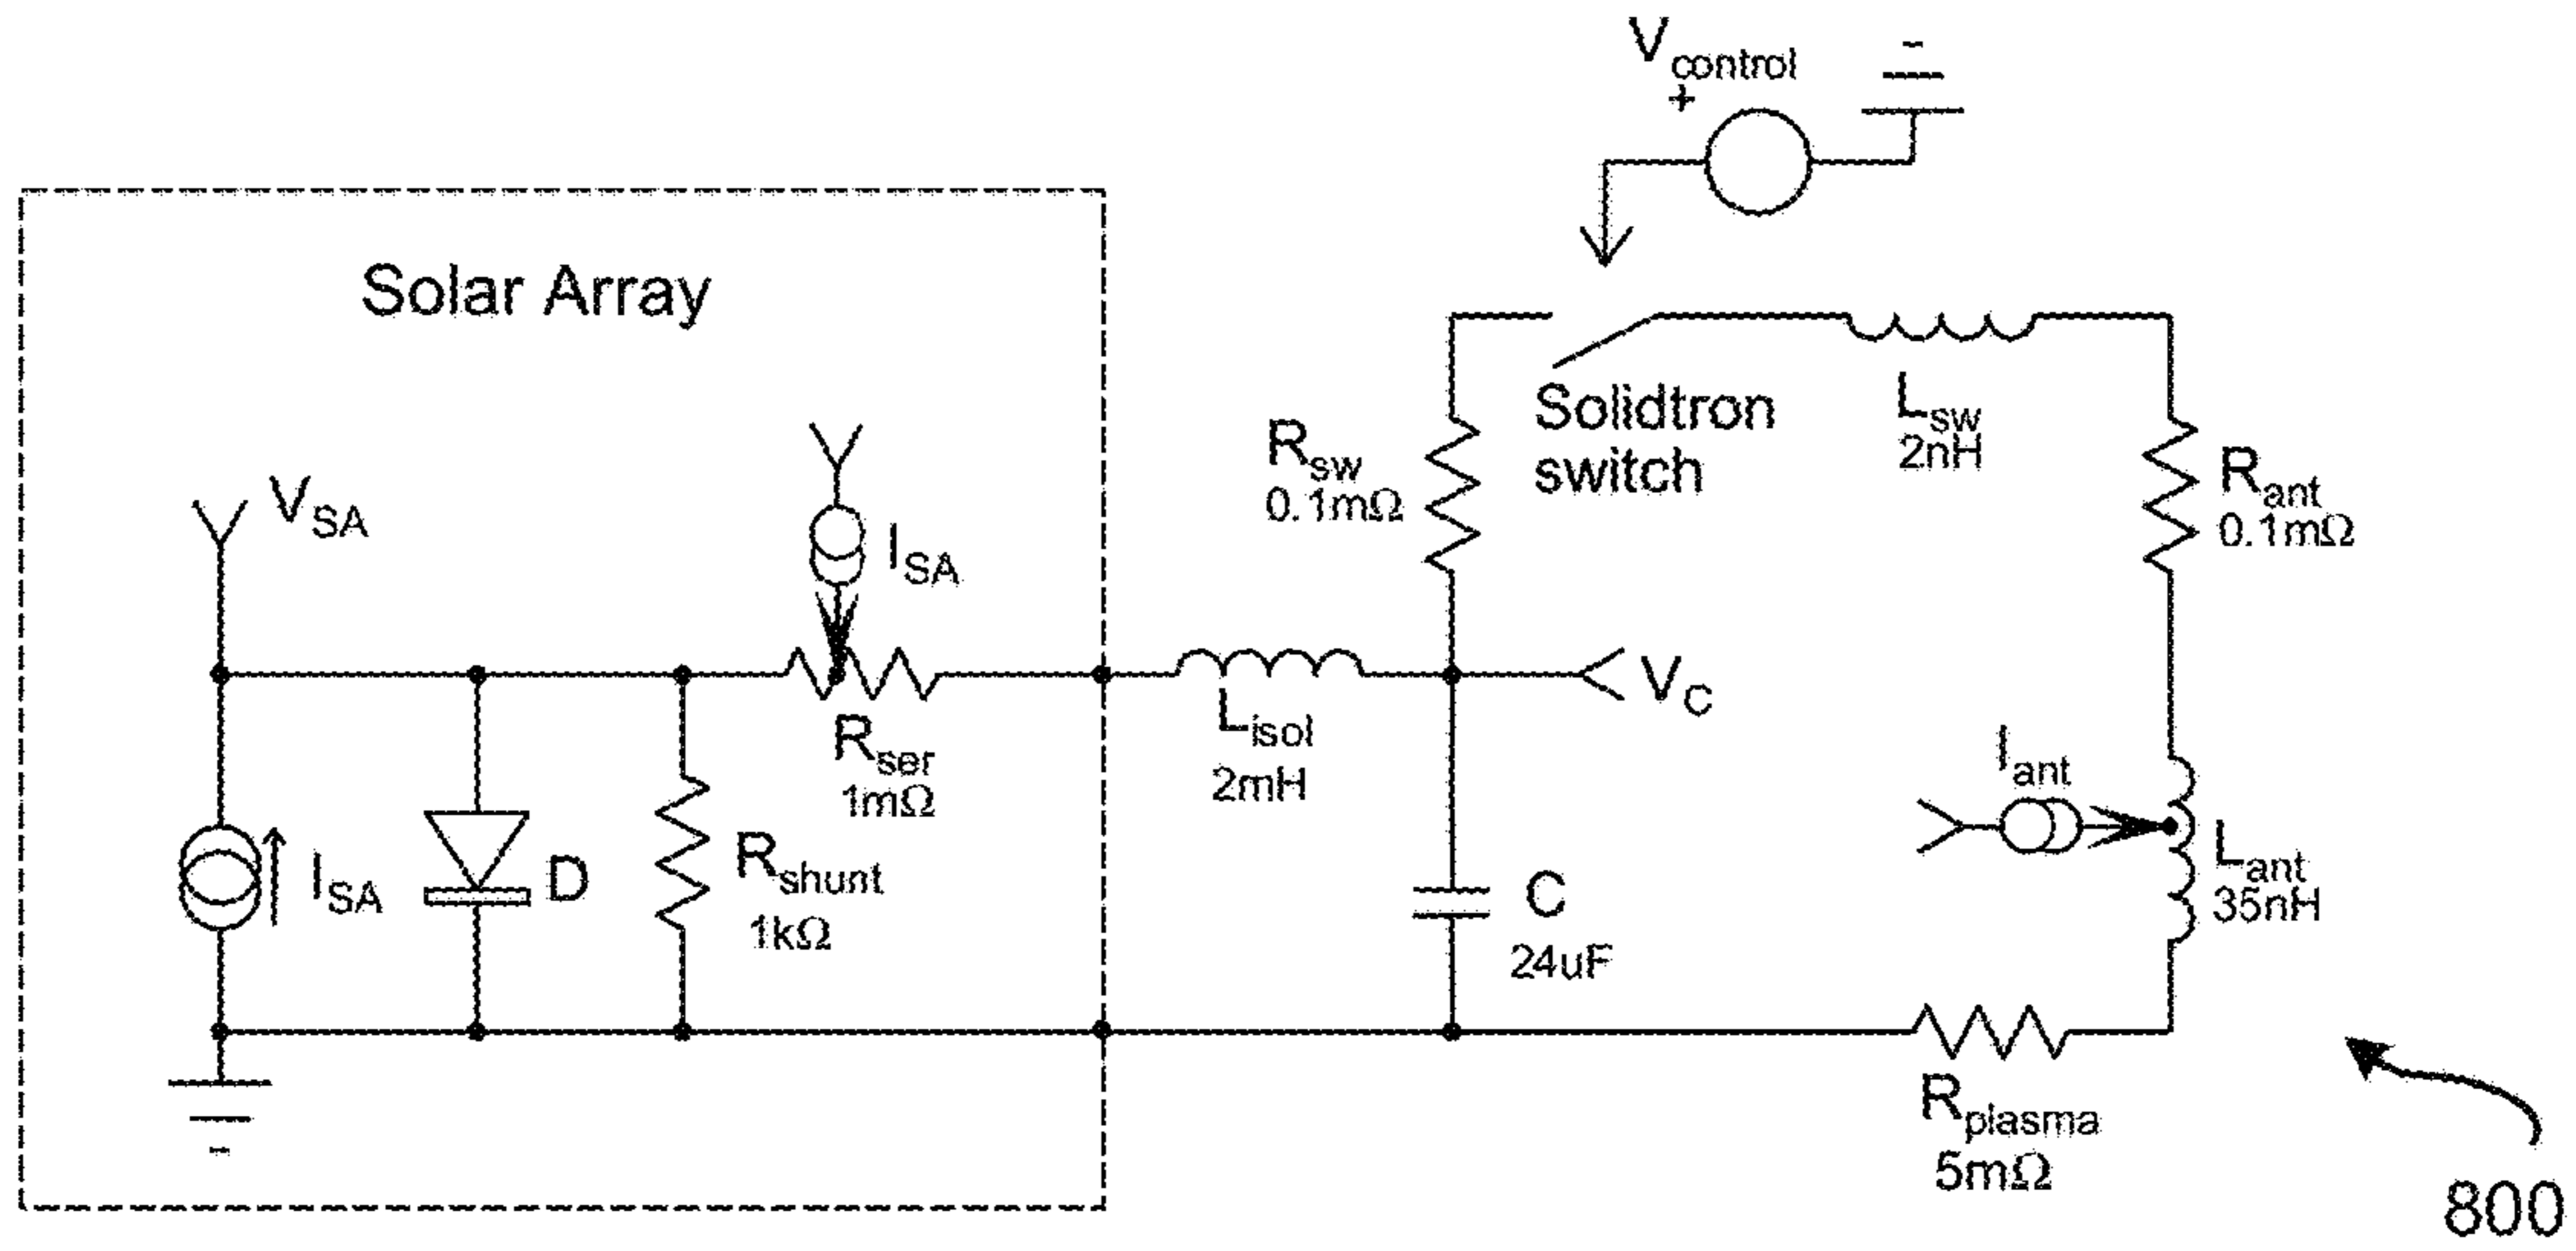 Vcontrol
+
-
Solar Array
Solidtron
switch
Lsw
2nH
Rsw
0.1mΩ
Rant
0.1mΩ
VSA
ISA
VC
Rser
1mΩ
Lisol
2mH
Iant
Lant
35nH
ISA
D
Rshunt
1kΩ
C
24uF
Rplasma
5mΩ
800